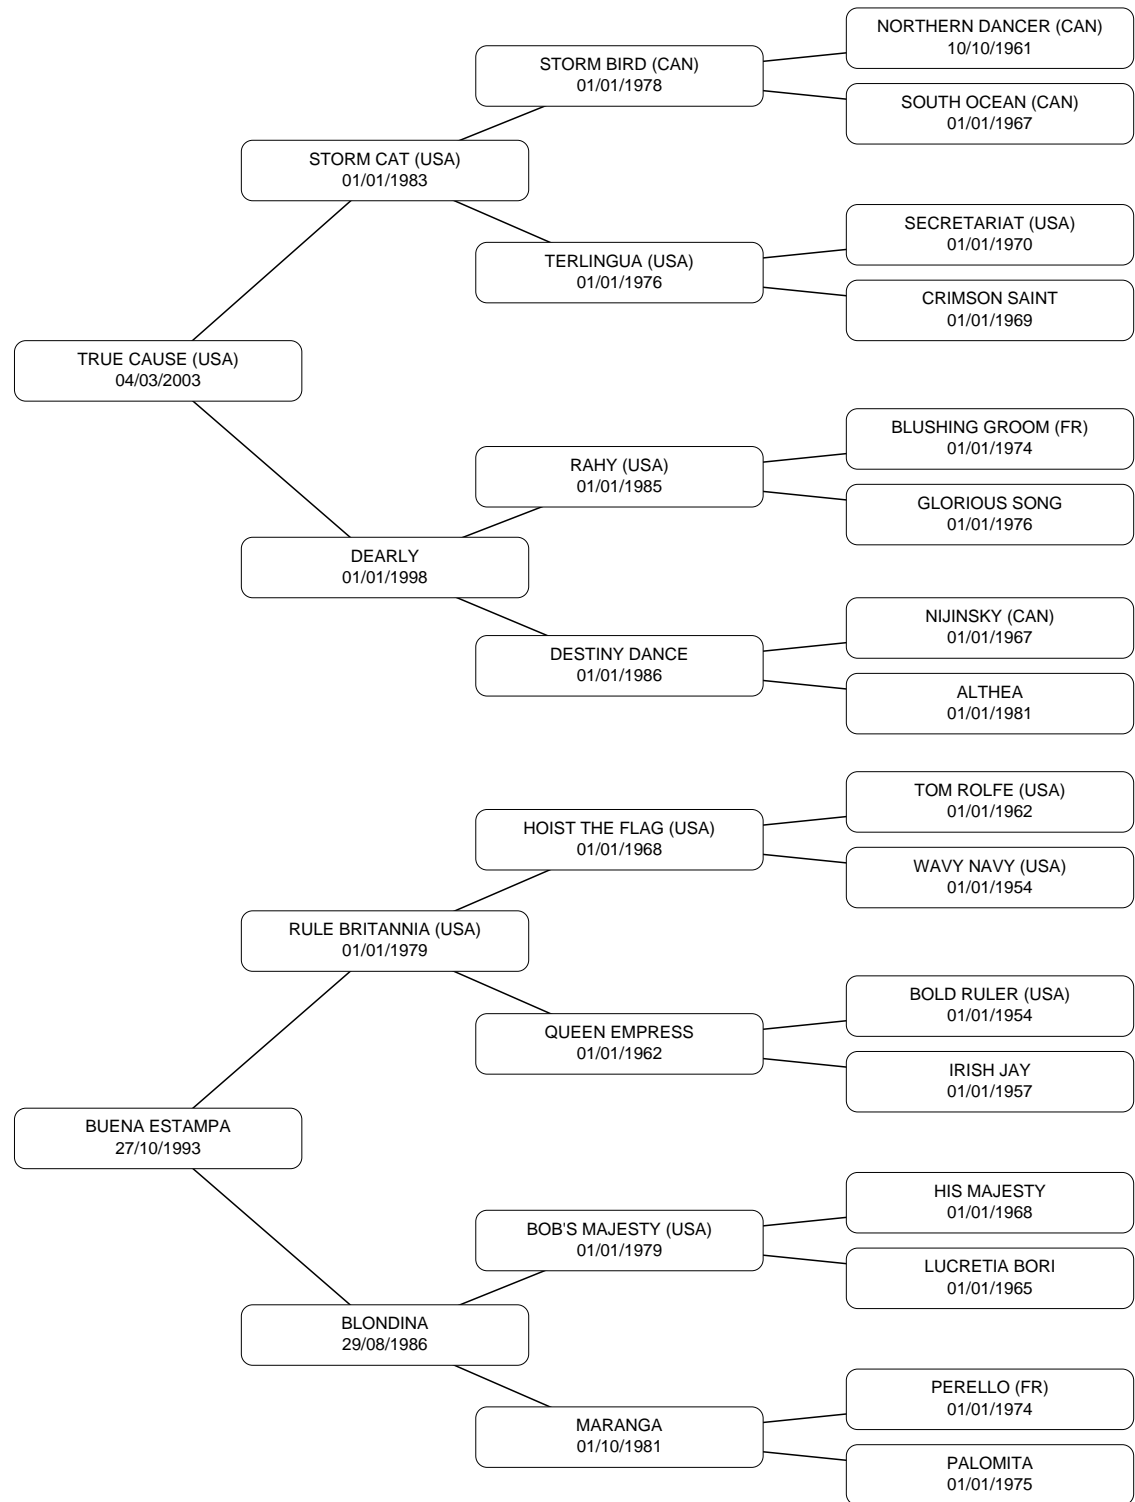 NORTHERN DANCER (CAN)
10/10/1961
STORM BIRD (CAN)
01/01/1978
SOUTH OCEAN (CAN)
01/01/1967
STORM CAT (USA)
01/01/1983
SECRETARIAT (USA)
01/01/1970
TERLINGUA (USA)
01/01/1976
CRIMSON SAINT
01/01/1969
TRUE CAUSE (USA)
04/03/2003
BLUSHING GROOM (FR)
01/01/1974
RAHY (USA)
01/01/1985
GLORIOUS SONG
01/01/1976
DEARLY
01/01/1998
NIJINSKY (CAN)
01/01/1967
DESTINY DANCE
01/01/1986
ALTHEA
01/01/1981
TOM ROLFE (USA)
01/01/1962
HOIST THE FLAG (USA)
01/01/1968
WAVY NAVY (USA)
01/01/1954
RULE BRITANNIA (USA)
01/01/1979
BOLD RULER (USA)
01/01/1954
QUEEN EMPRESS
01/01/1962
IRISH JAY
01/01/1957
BUENA ESTAMPA
27/10/1993
HIS MAJESTY
01/01/1968
BOB'S MAJESTY (USA)
01/01/1979
LUCRETIA BORI
01/01/1965
BLONDINA
29/08/1986
PERELLO (FR)
01/01/1974
MARANGA
01/10/1981
PALOMITA
01/01/1975